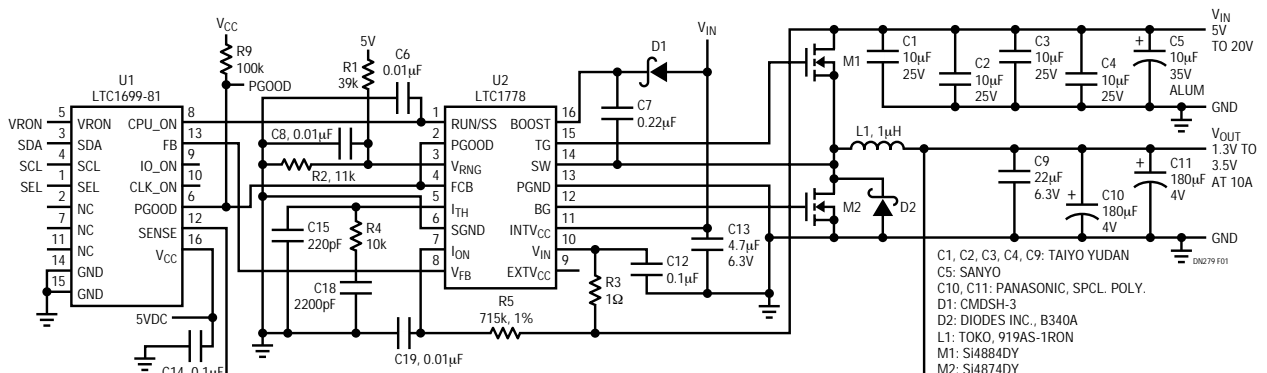 VCC
R9
100k
PGOOD
U1
LTC1699-81
VRON 5 VRON CPU_ON 8
SDA 3 SDA FB 13
SCL 4 SCL IO_ON 9
SEL 1 SEL CLK_ON 10
2 NC PGOOD 6
7 NC SENSE 12
11 NC VCC 16
14 GND
15 GND
5VDC
C14, 0.1µF
5V
R1
39k
C6
0.01µF
C8, 0.01µF
R2, 11k
C15
220pF
R4
10k
C18
2200pF
C19, 0.01µF
R5
715k, 1%
U2
LTC1778
1 RUN/SS BOOST 16
2 PGOOD TG 15
3 VRNG SW 14
4 FCB PGND 13
5 ITH BG 12
6 SGND INTVCC 11
7 ION VIN 10
8 VFB EXTVCC 9
D1
VIN
C7
0.22µF
C13
4.7µF
6.3V
C12
0.1µF
R3
1Ω
M1
M2
D2
L1, 1µH
C1
10µF
25V
C2
10µF
25V
C3
10µF
25V
C4
10µF
25V
+ C5
10µF
35V
ALUM
VIN
5V
TO 20V
GND
VOUT
1.3V TO
3.5V
AT 10A
C9
22µF
6.3V
+ C10
180µF
4V
+ C11
180µF
4V
GND
DN279 F01
C1, C2, C3, C4, C9: TAIYO YUDAN
C5: SANYO
C10, C11: PANASONIC, SPCL. POLY.
D1: CMDSH-3
D2: DIODES INC., B340A
L1: TOKO, 919AS-1RON
M1: Si4884DY
M2: Si4874DY